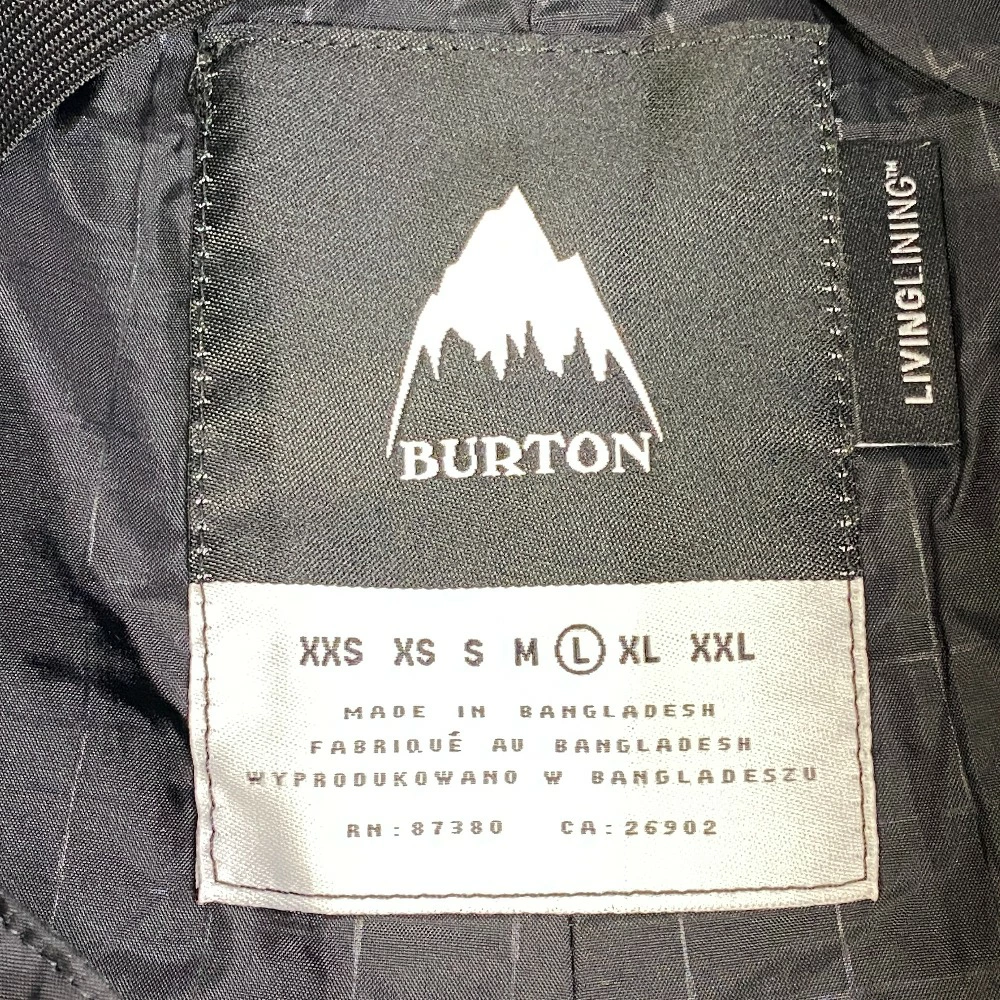 BURTON
LIVINGLINING™
XXS XS S M L XL XXL
MADE IN BANGLADESH
FABRIQUÉ AU BANGLADESH
WYPRODUKOWANO W BANGLADESZU
RN:87380 CA:26902